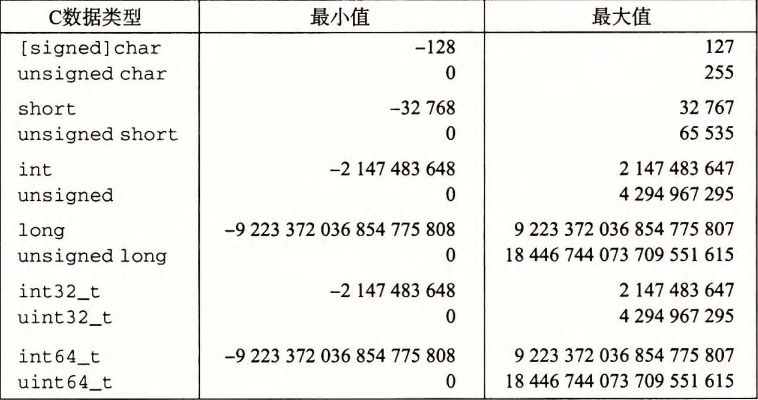 C数据类型 最小值 最大值
[signed]char –128 127
unsigned char 0 255
short –32 768 32 767
unsigned short 0 65 535
int –2 147 483 648 2 147 483 647
unsigned 0 4 294 967 295
long –9 223 372 036 854 775 808 9 223 372 036 854 775 807
unsigned long 0 18 446 744 073 709 551 615
int32_t –2 147 483 648 2 147 483 647
uint32_t 0 4 294 967 295
int64_t –9 223 372 036 854 775 808 9 223 372 036 854 775 807
uint64_t 0 18 446 744 073 709 551 615